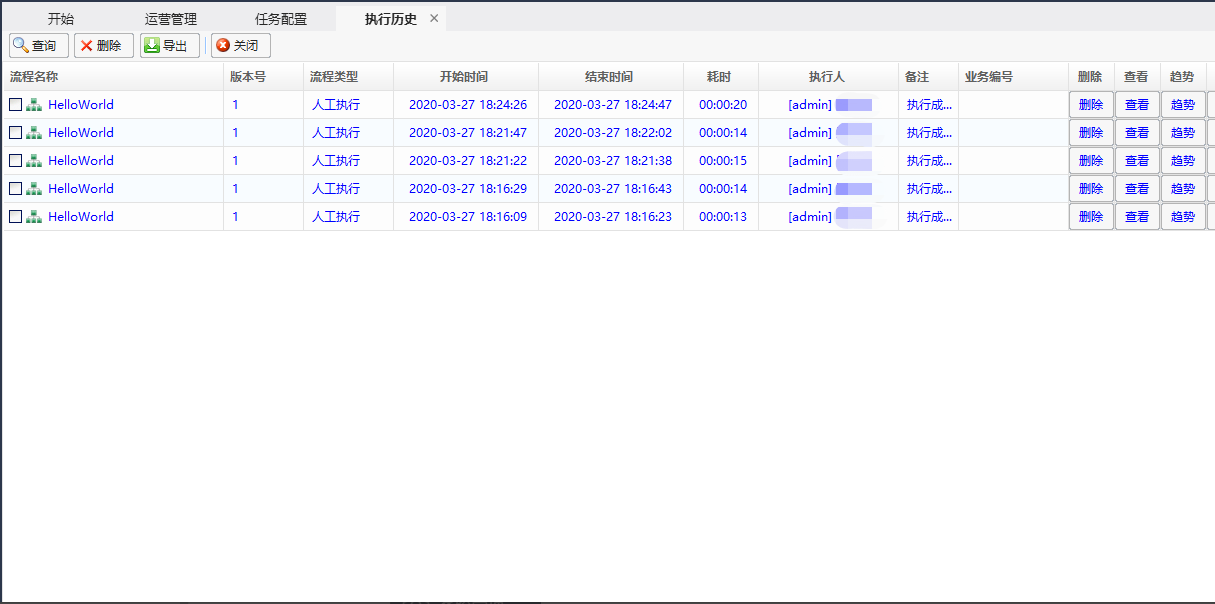 开始 运营管理 任务配置 执行历史
查询 删除 导出 关闭
流程名称 版本号 流程类型 开始时间 结束时间 耗时 执行人 备注 业务编号 删除 查看 趋势
HelloWorld 1 人工执行 2020-03-27 18:24:26 2020-03-27 18:24:47 00:00:20 [admin] 执行成... 删除 查看 趋势
HelloWorld 1 人工执行 2020-03-27 18:21:47 2020-03-27 18:22:02 00:00:14 [admin] 执行成... 删除 查看 趋势
HelloWorld 1 人工执行 2020-03-27 18:21:22 2020-03-27 18:21:38 00:00:15 [admin] 执行成... 删除 查看 趋势
HelloWorld 1 人工执行 2020-03-27 18:16:29 2020-03-27 18:16:43 00:00:14 [admin] 执行成... 删除 查看 趋势
HelloWorld 1 人工执行 2020-03-27 18:16:09 2020-03-27 18:16:23 00:00:13 [admin] 执行成... 删除 查看 趋势